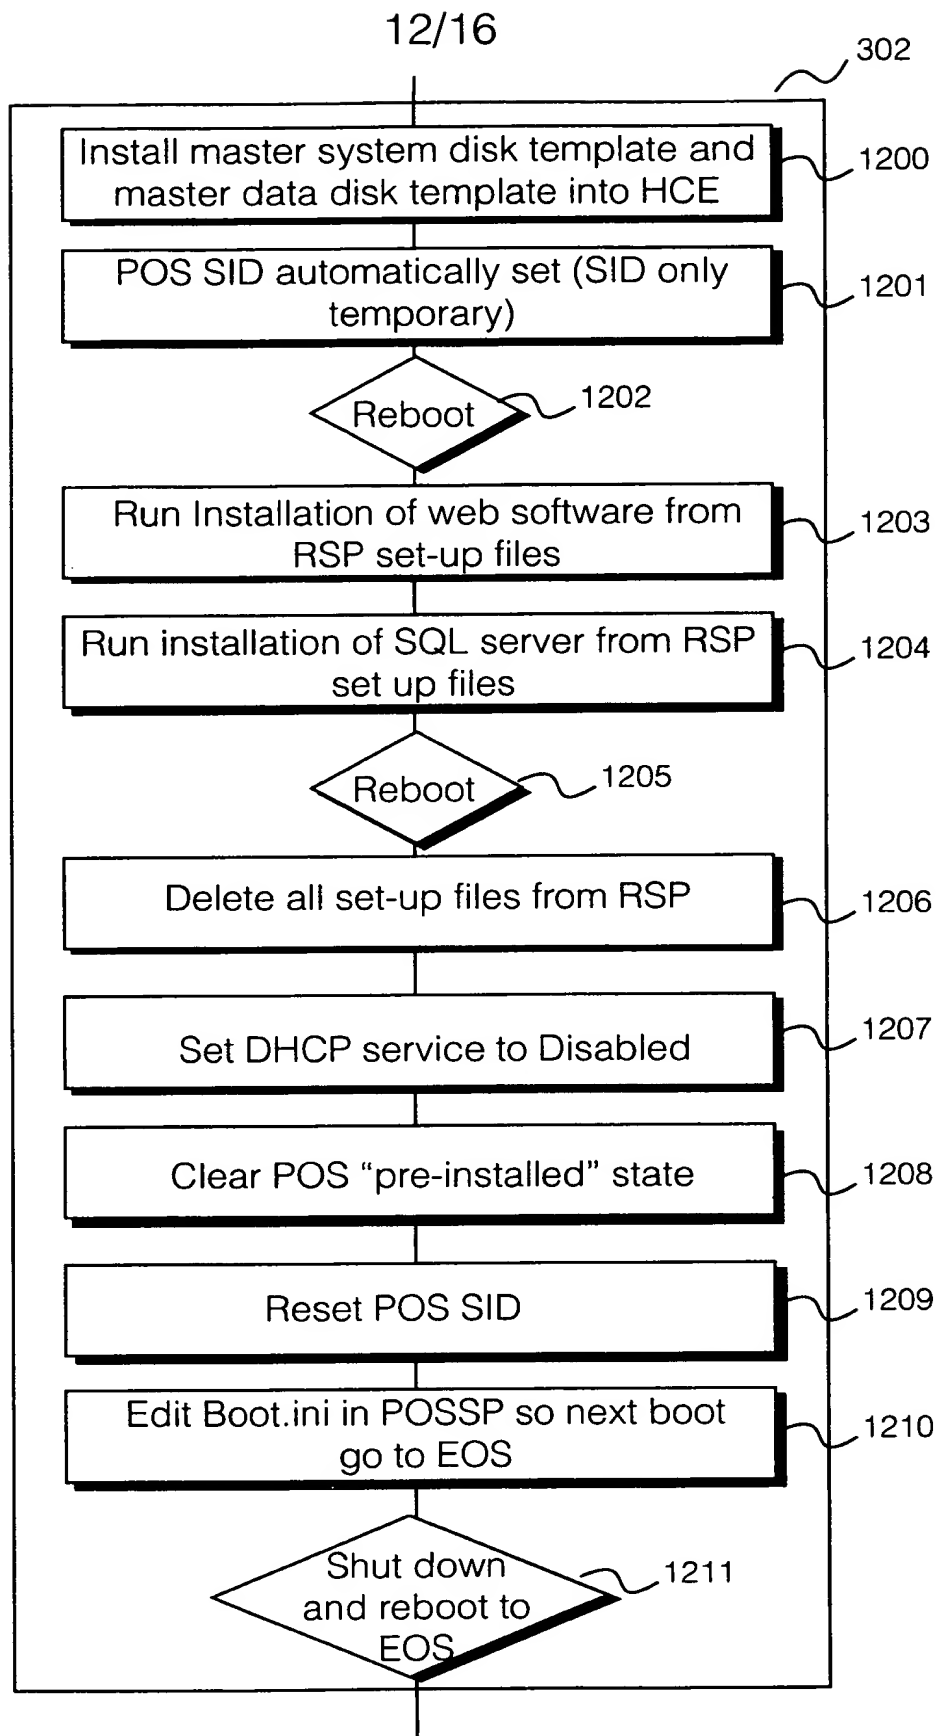 12/16
302
Install master system disk template and
master data disk template into HCE
1200
POS SID automatically set (SID only
temporary)
1201
Reboot
1202
Run Installation of web software from
RSP set-up files
1203
Run installation of SQL server from RSP
set up files
1204
Reboot
1205
Delete all set-up files from RSP
1206
Set DHCP service to Disabled
1207
Clear POS “pre-installed” state
1208
Reset POS SID
1209
Edit Boot.ini in POSSP so next boot
go to EOS
1210
Shut down
and reboot to
EOS
1211